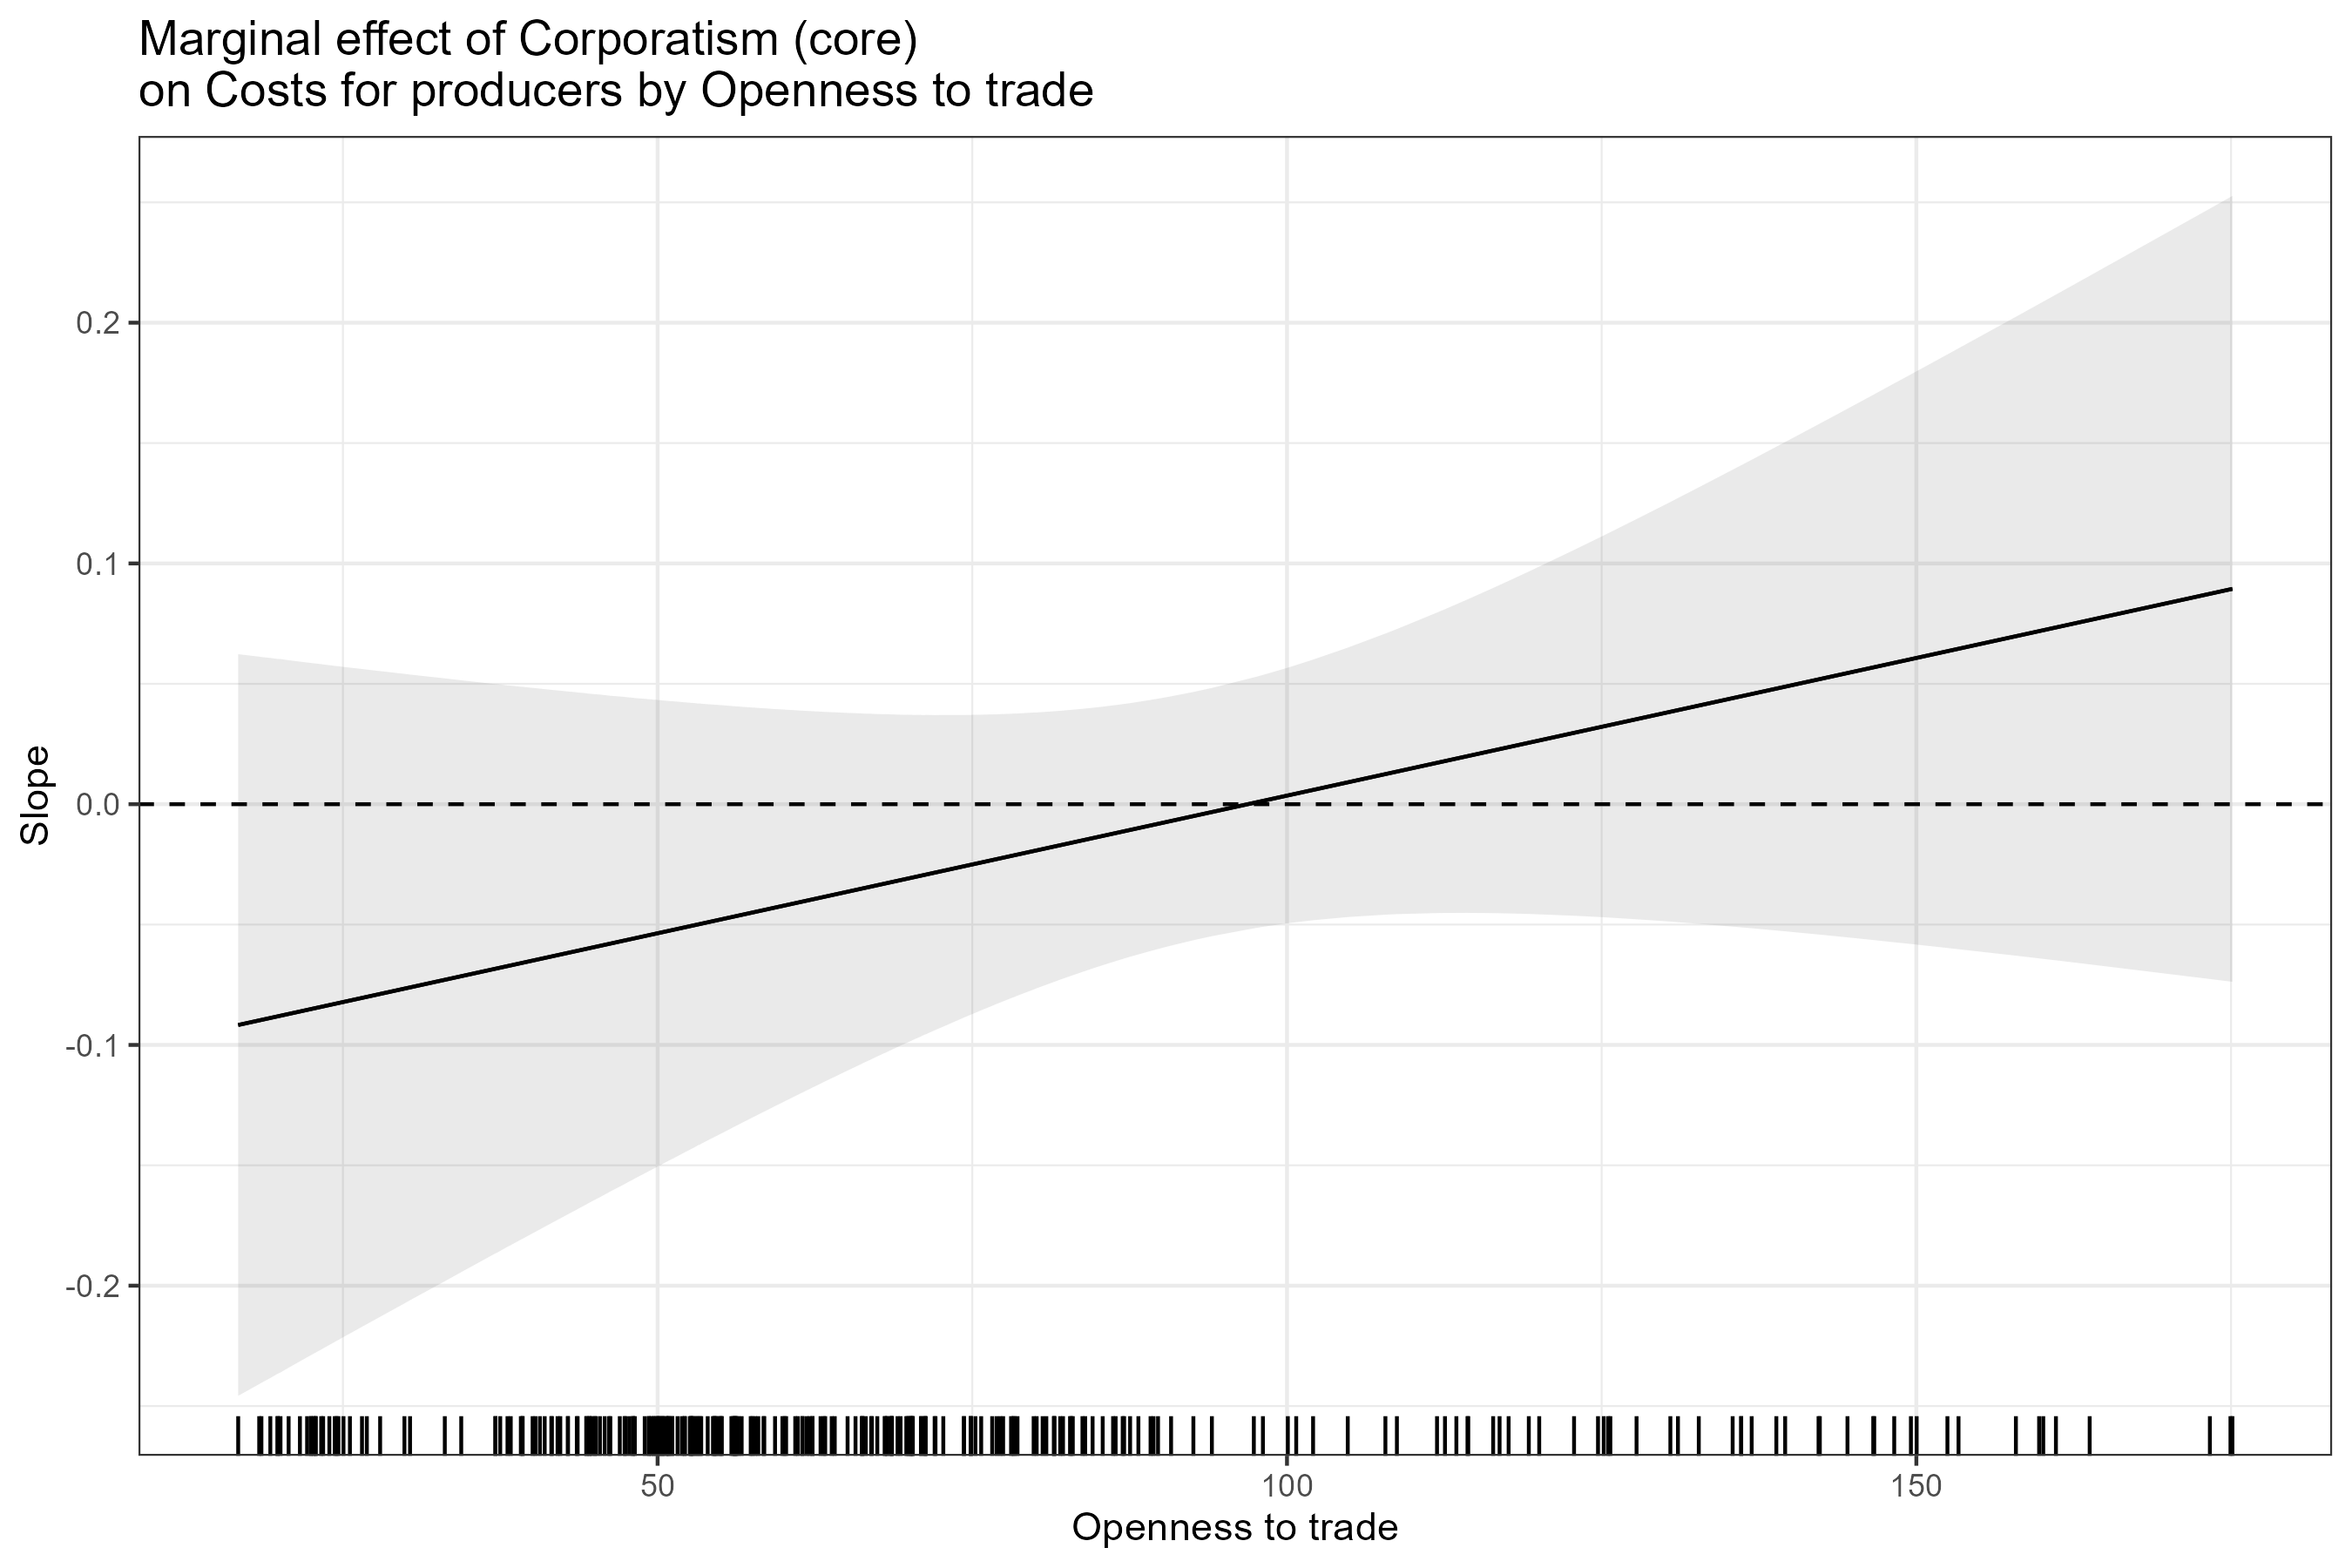 Marginal effect of Corporatism (core)
on Costs for producers by Openness to trade
Slope
0.2
0.1
0.0
-0.1
-0.2
50
100
150
Openness to trade